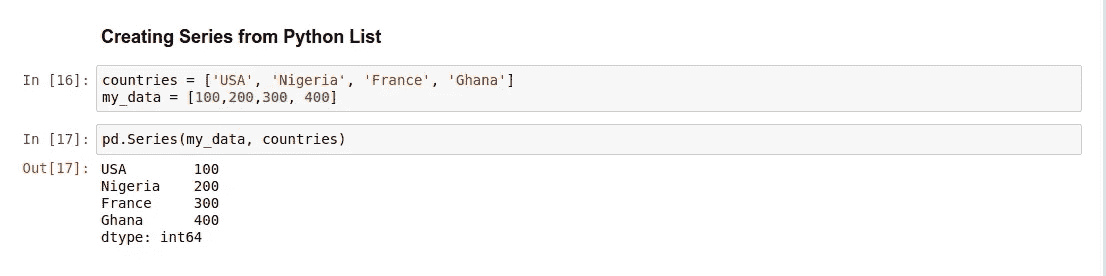 Creating Series from Python List
In [16]: countries = ['USA', 'Nigeria', 'France', 'Ghana']
my_data = [100,200,300, 400]
In [17]: pd.Series(my_data, countries)
Out[17]: USA        100
Nigeria    200
France     300
Ghana      400
dtype: int64